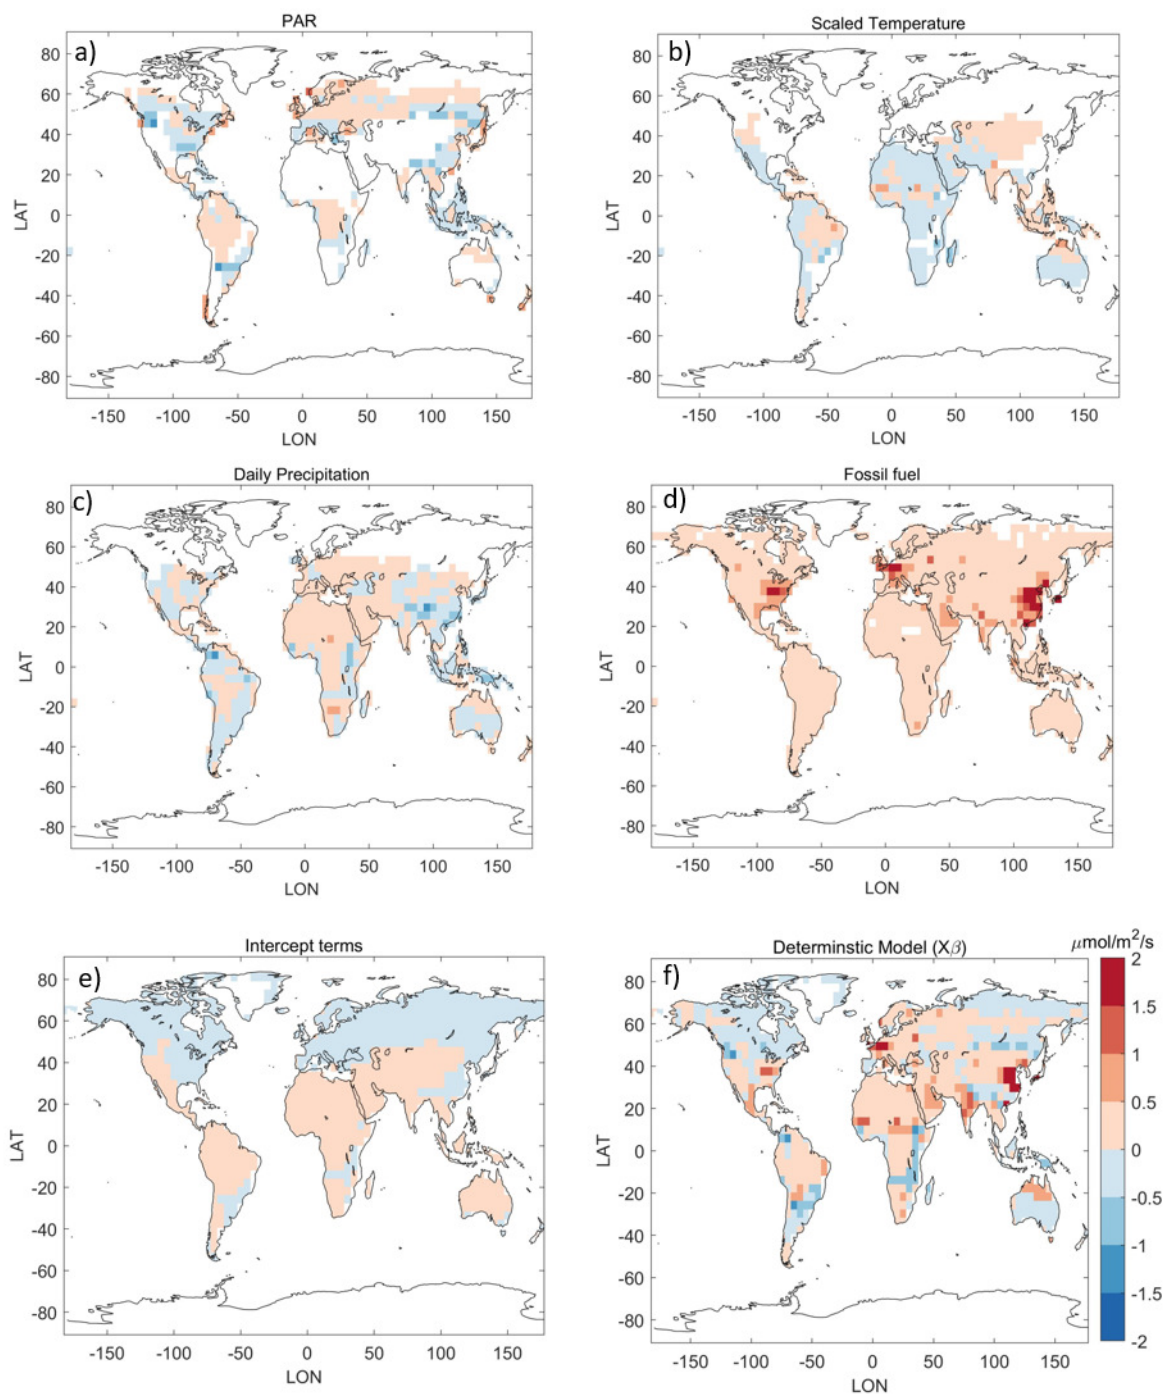 PAR
a)
80
60
40
20
0
-20
-40
-60
-80
LAT
-150 -100 -50 0 50 100 150
LON
Scaled Temperature
b)
80
60
40
20
0
-20
-40
-60
-80
LAT
-150 -100 -50 0 50 100 150
LON
Daily Precipitation
c)
80
60
40
20
0
-20
-40
-60
-80
LAT
-150 -100 -50 0 50 100 150
LON
Fossil fuel
d)
80
60
40
20
0
-20
-40
-60
-80
LAT
-150 -100 -50 0 50 100 150
LON
Intercept terms
e)
80
60
40
20
0
-20
-40
-60
-80
LAT
-150 -100 -50 0 50 100 150
LON
Determinstic Model (Xβ)
f)
80
60
40
20
0
-20
-40
-60
-80
LAT
-150 -100 -50 0 50 100 150
LON
μmol/m²/s
2
1.5
1
0.5
0
-0.5
-1
-1.5
-2